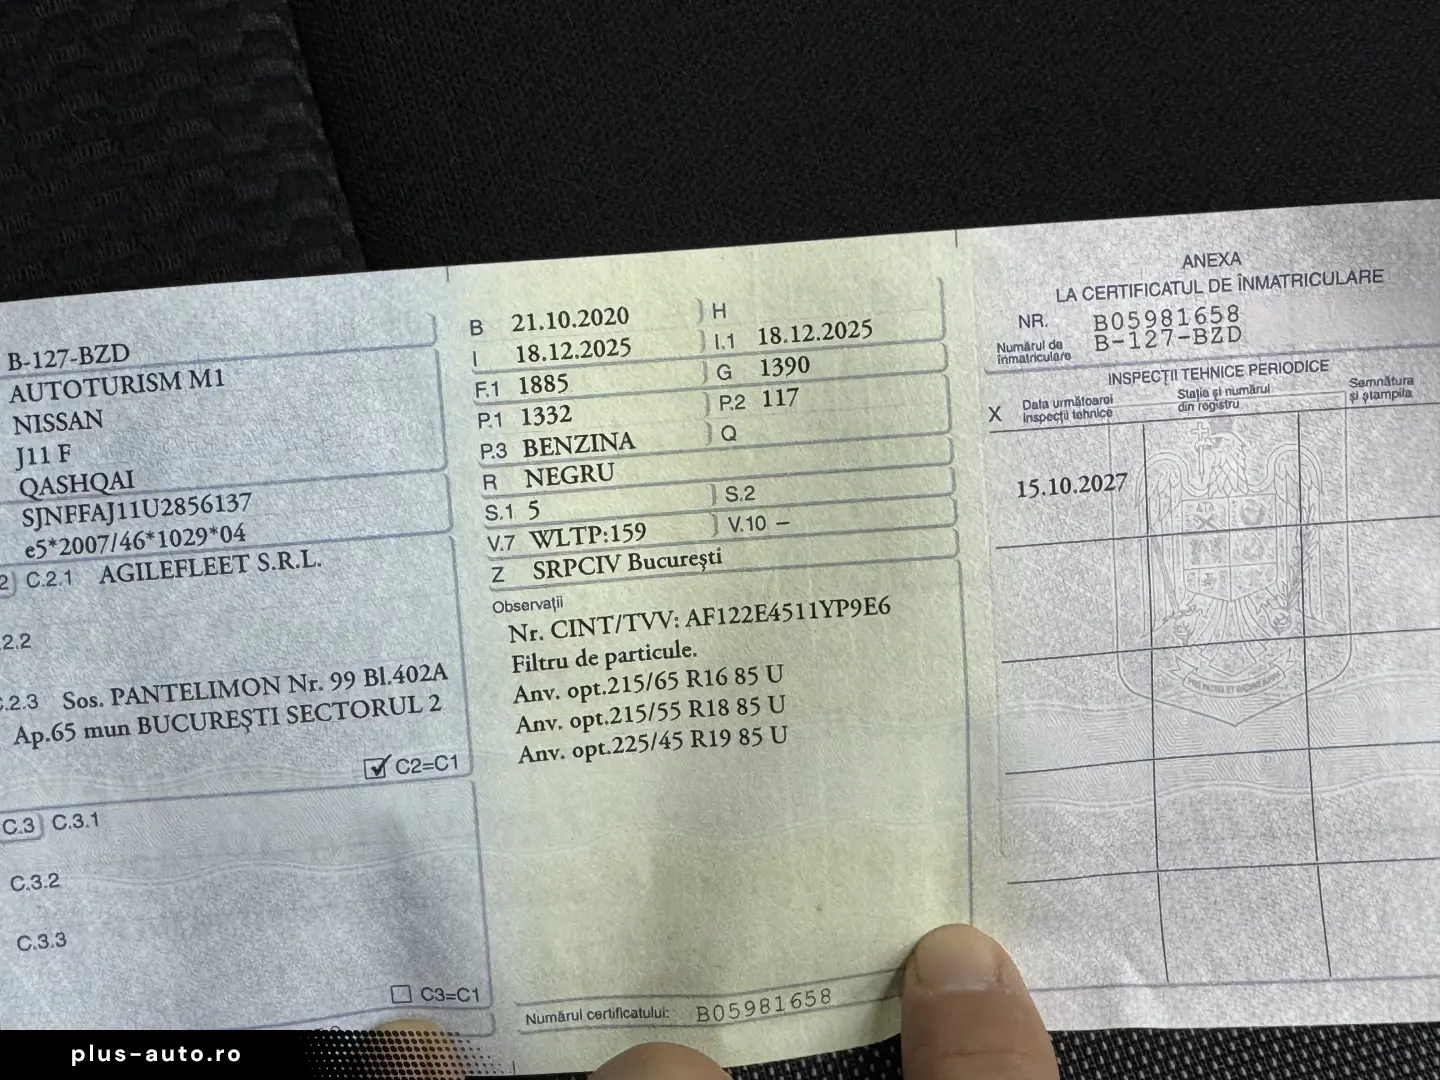 B-127-BZD
AUTOTURISM M1
NISSAN
J11 F
QASHQAI
SJNFFAJ11U2856137
e5*2007/46*1029*04
2) C.2.1 AGILEFLEET S.R.L.
.2.2
.2.3 Sos. PANTELIMON Nr. 99 Bl.402A
Ap.65 mun BUCUREŞTI SECTORUL 2
C2=C1
C.3 C.3.1
C.3.2
C.3.3
C3=C1
B 21.10.2020 H
I 18.12.2025 I.1 18.12.2025
F.1 1885 G 1390
P.1 1332 P.2 117
P.3 BENZINA Q
R NEGRU
S.1 5 S.2
V.7 WLTP:159 V.10 –
Z SRPCIV Bucureşti
Observaţii
Nr. CINT/TVV: AF122E4511YP9E6
Filtru de particule.
Anv. opt.215/65 R16 85 U
Anv. opt.215/55 R18 85 U
Anv. opt.225/45 R19 85 U
Numărul certificatului: B05981658
ANEXA
LA CERTIFICATUL DE ÎNMATRICULARE
NR. B05981658
Numărul de înmatriculare B-127-BZD
INSPECŢII TEHNICE PERIODICE
X Data următoarei inspecţii tehnice Staţia şi numărul din registru Semnătura şi ştampila
15.10.2027
plus-auto.ro